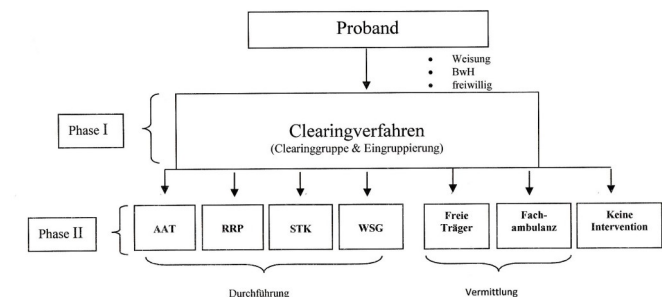 Proband
• Weisung
• BwH
• freiwillig
Phase I
Clearingverfahren
(Clearinggruppe & Eingruppierung)
Phase II
AAT
RRP
STK
WSG
Freie
Träger
Fach-
ambulanz
Keine
Intervention
Durchführung
Vermittlung